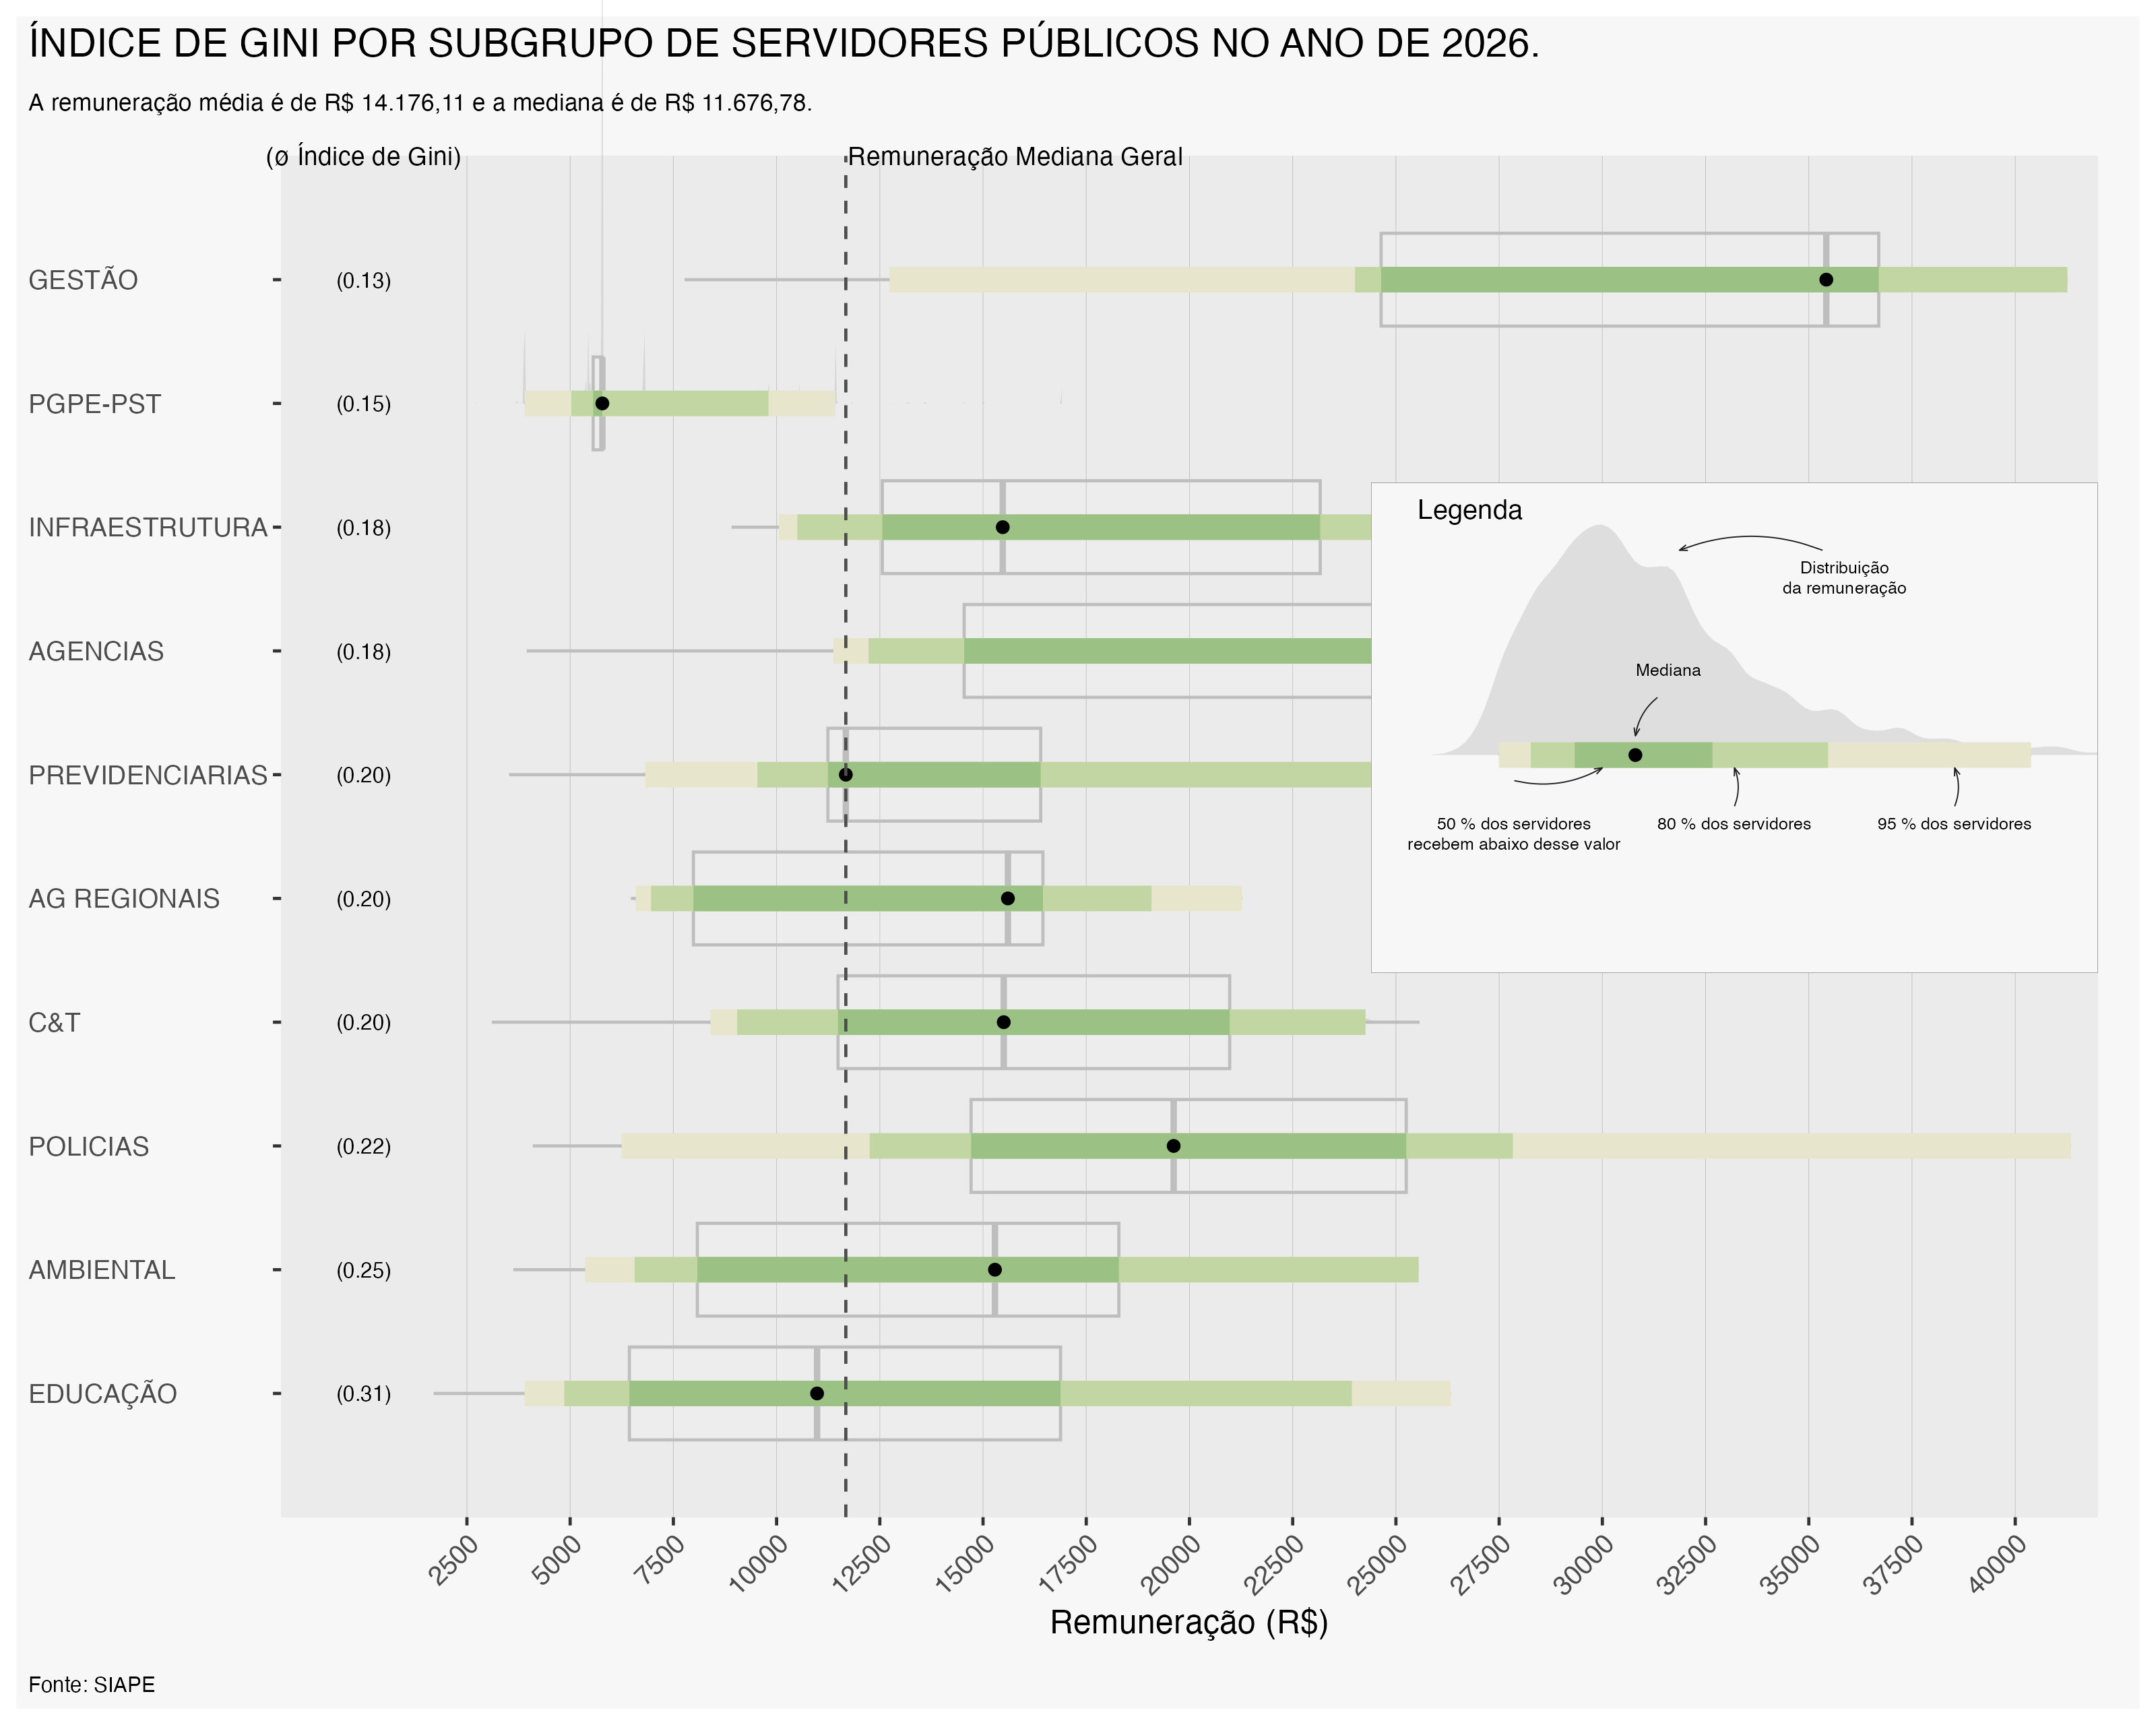 ÍNDICE DE GINI POR SUBGRUPO DE SERVIDORES PÚBLICOS NO ANO DE 2026.
A remuneração média é de R$ 14.176,11 e a mediana é de R$ 11.676,78.
(ø Índice de Gini)
Remuneração Mediana Geral
GESTÃO (0.13)
PGPE-PST (0.15)
INFRAESTRUTURA (0.18)
AGENCIAS (0.18)
PREVIDENCIARIAS (0.20)
AG REGIONAIS (0.20)
C&T (0.20)
POLICIAS (0.22)
AMBIENTAL (0.25)
EDUCAÇÃO (0.31)
Legenda
Distribuição
da remuneração
Mediana
50 % dos servidores
recebem abaixo desse valor
80 % dos servidores
95 % dos servidores
2500 5000 7500 10000 12500 15000 17500 20000 22500 25000 27500 30000 32500 35000 37500 40000
Remuneração (R$)
Fonte: SIAPE